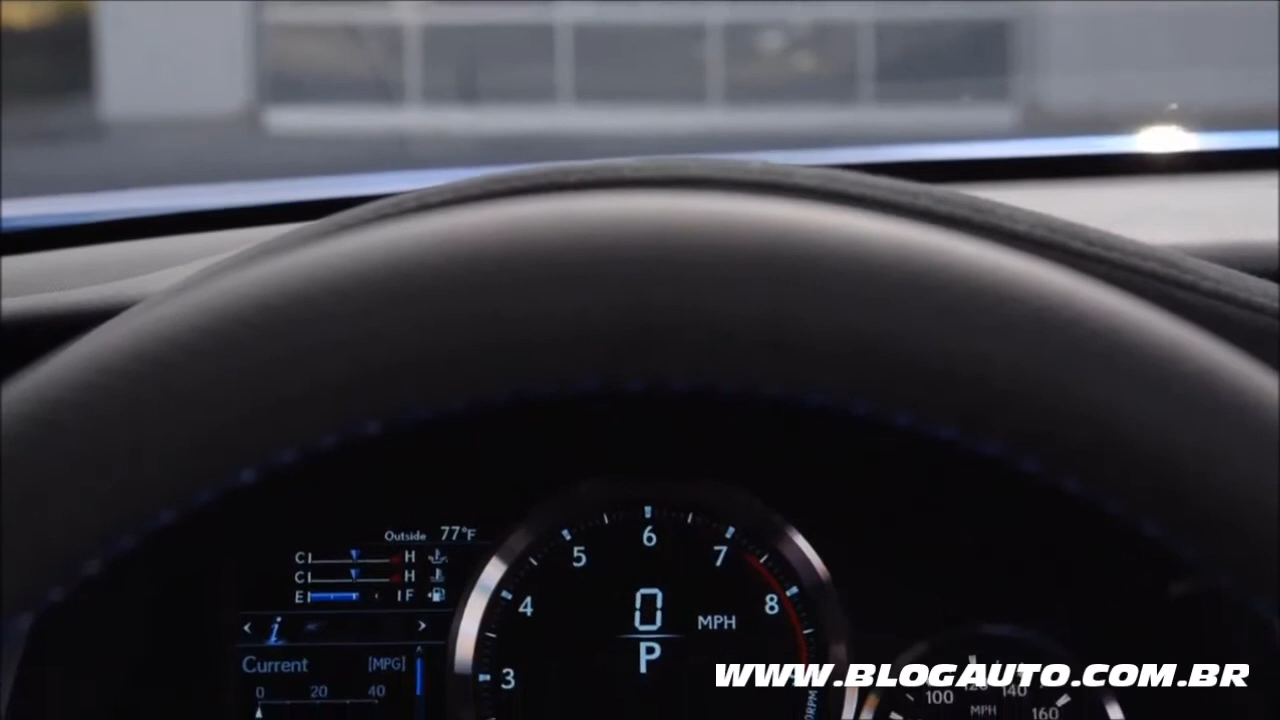 Outside 77°F
C H
C H
E F
< i >
Current [MPG]
0 20 40
3 4 5 6 7 8
0 MPH
P
100 120 140 160
MPH
WWW.BLOGAUTO.COM.BR